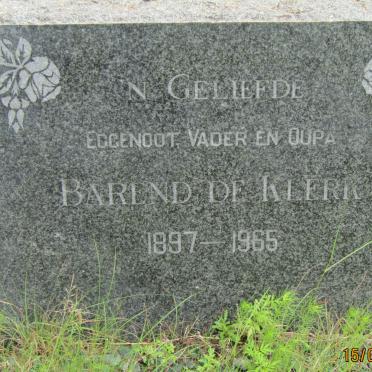 'N GELIEFDE
EGGENOOT, VADER EN OUPA
BAREND DE KLERK
1897 — 1965
15/0